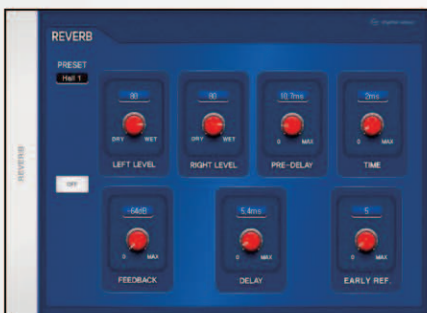 REVERB
PRESET
Hall 1
80
DRY WET
LEFT LEVEL
80
DRY WET
RIGHT LEVEL
0 MAX
PRE-DELAY
2ms
0 MAX
TIME
REVERB
OFF
-64dB
0 MAX
FEEDBACK
5.4ms
0 MAX
DELAY
5
0 MAX
EARLY REF.